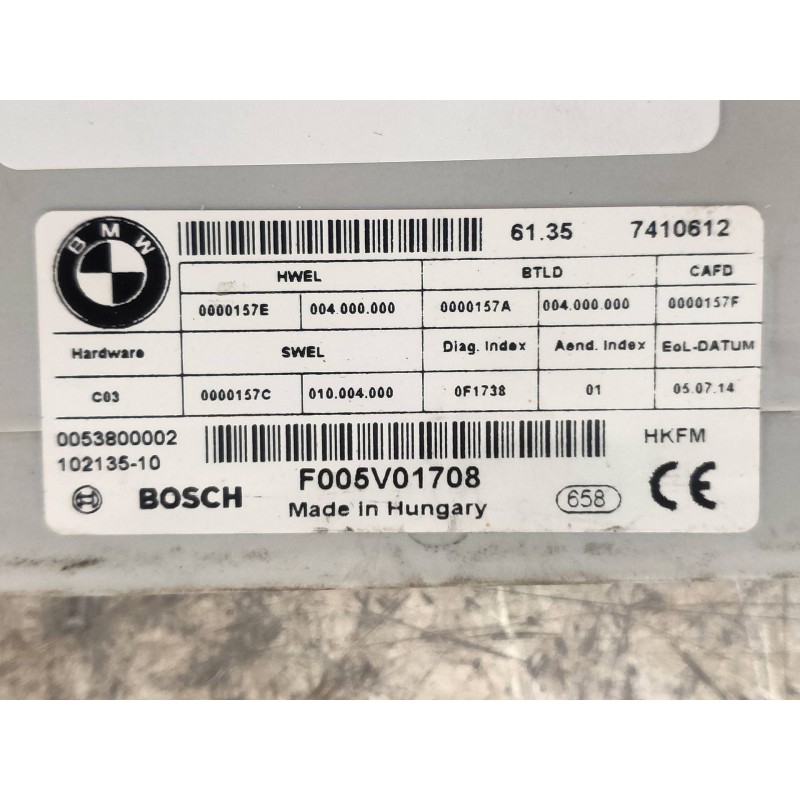 BMW
61.35 7410612
HWEL BTLD CAFD
0000157E 004.000.000 0000157A 004.000.000 0000157F
Hardware SWEL Diag. Index Aend. Index EoL-DATUM
C03 0000157C 010.004.000 0F1738 01 05.07.14
0053800002 HKFM
102135-10
BOSCH F005V01708 658 CE
Made in Hungary